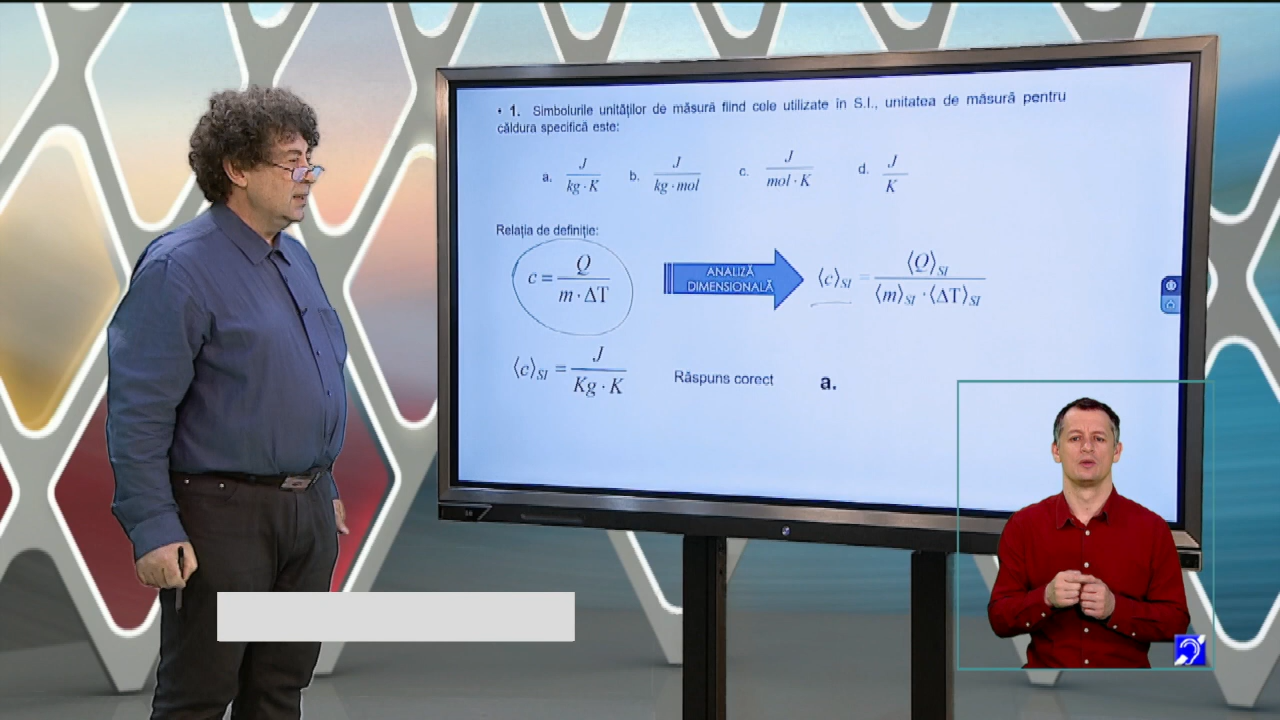 • 1. Simbolurile unităților de măsură fiind cele utilizate în S.I., unitatea de măsură pentru
căldura specifică este:
a. J / kg · K b. J / kg · mol c. J / mol · K d. J / K
Relația de definiție:
c = Q / m · ΔT
ANALIZĂ
DIMENSIONALĂ
⟨c⟩SI = ⟨Q⟩SI / ⟨m⟩SI · ⟨ΔT⟩SI
⟨c⟩SI = J / Kg · K
Răspuns corect a.